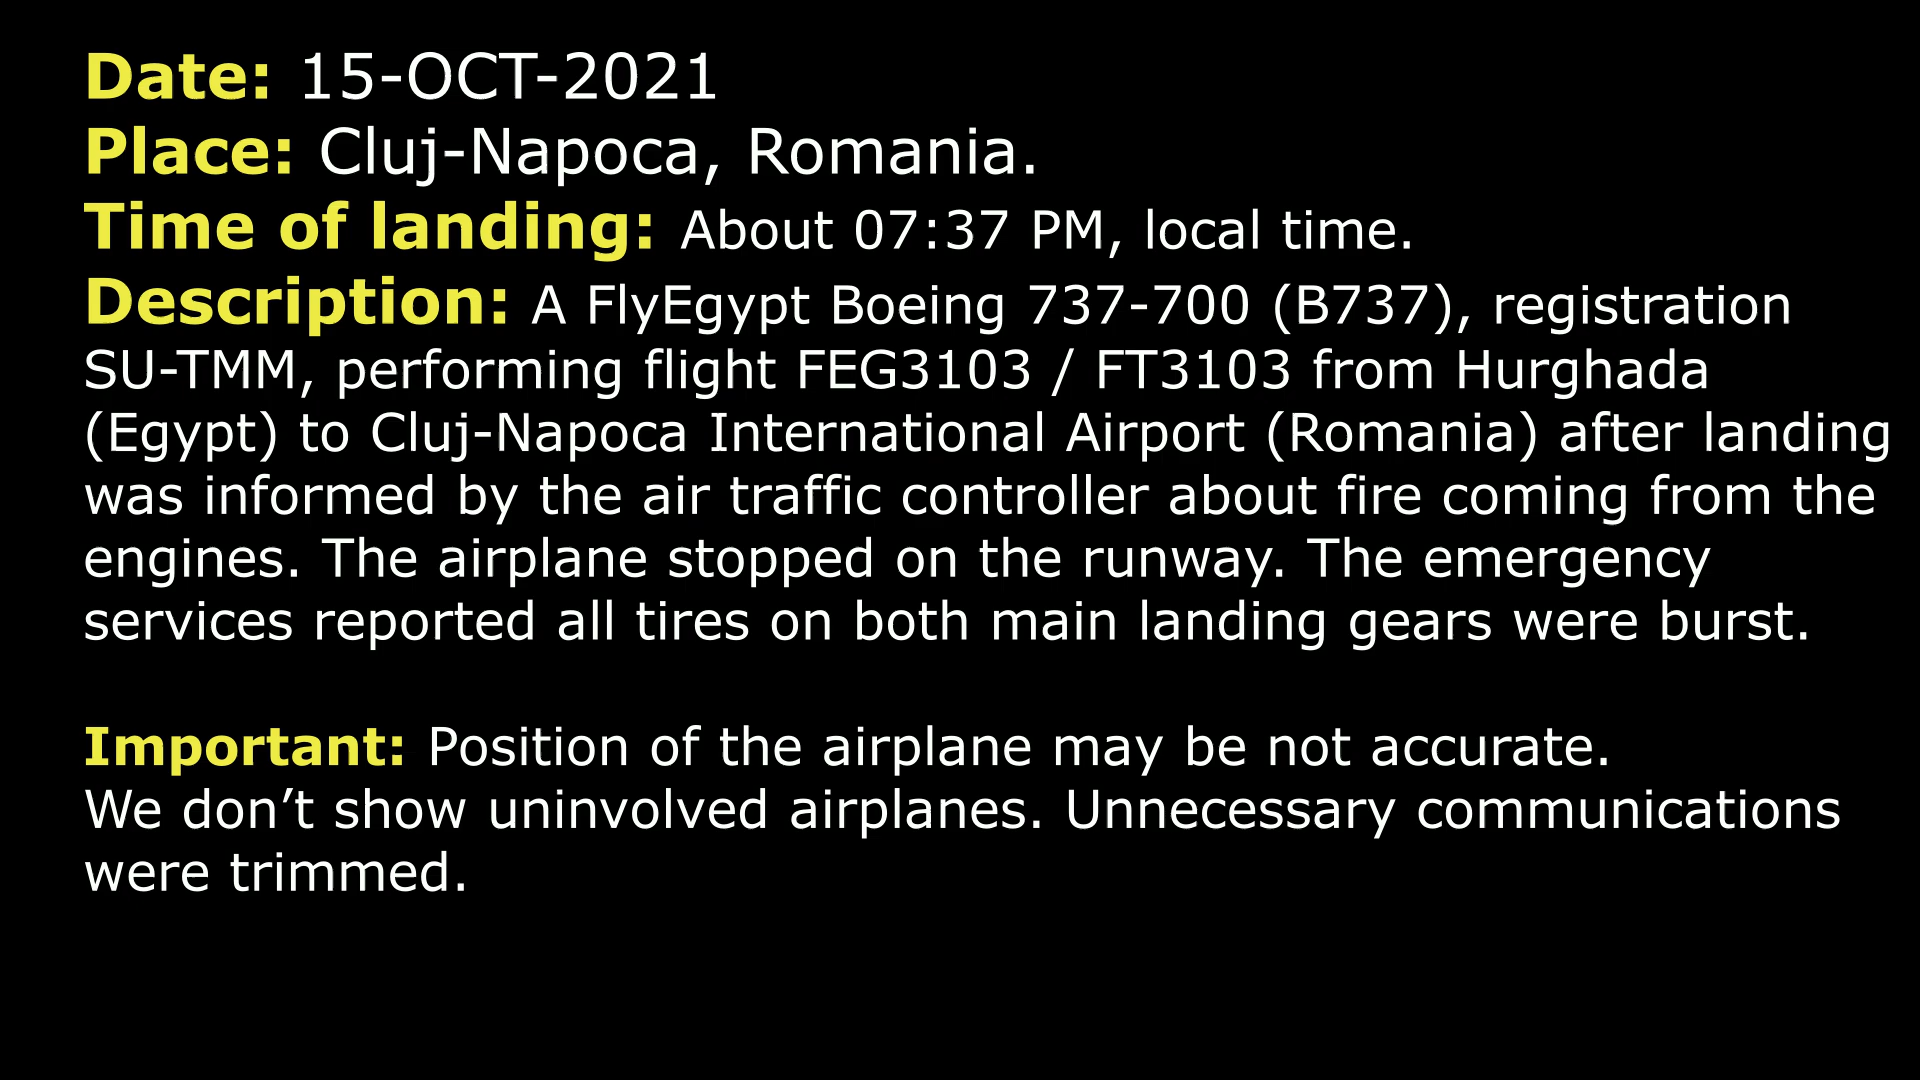 Date: 15-OCT-2021
Place: Cluj-Napoca, Romania.
Time of landing: About 07:37 PM, local time.
Description: A FlyEgypt Boeing 737-700 (B737), registration
SU-TMM, performing flight FEG3103 / FT3103 from Hurghada
(Egypt) to Cluj-Napoca International Airport (Romania) after landing
was informed by the air traffic controller about fire coming from the
engines. The airplane stopped on the runway. The emergency
services reported all tires on both main landing gears were burst.
Important: Position of the airplane may be not accurate.
We don’t show uninvolved airplanes. Unnecessary communications
were trimmed.